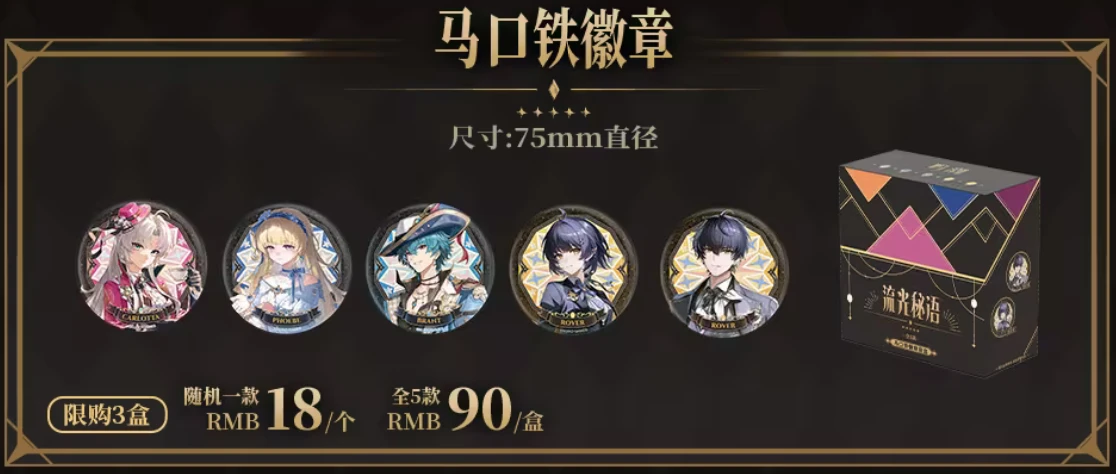 马口铁徽章
尺寸:75mm直径
CARLOTTA
PHOEBE
BRANT
ROVER
ROVER
流光秘语
限购3盒
随机一款
RMB 18/个
全5款
RMB 90/盒